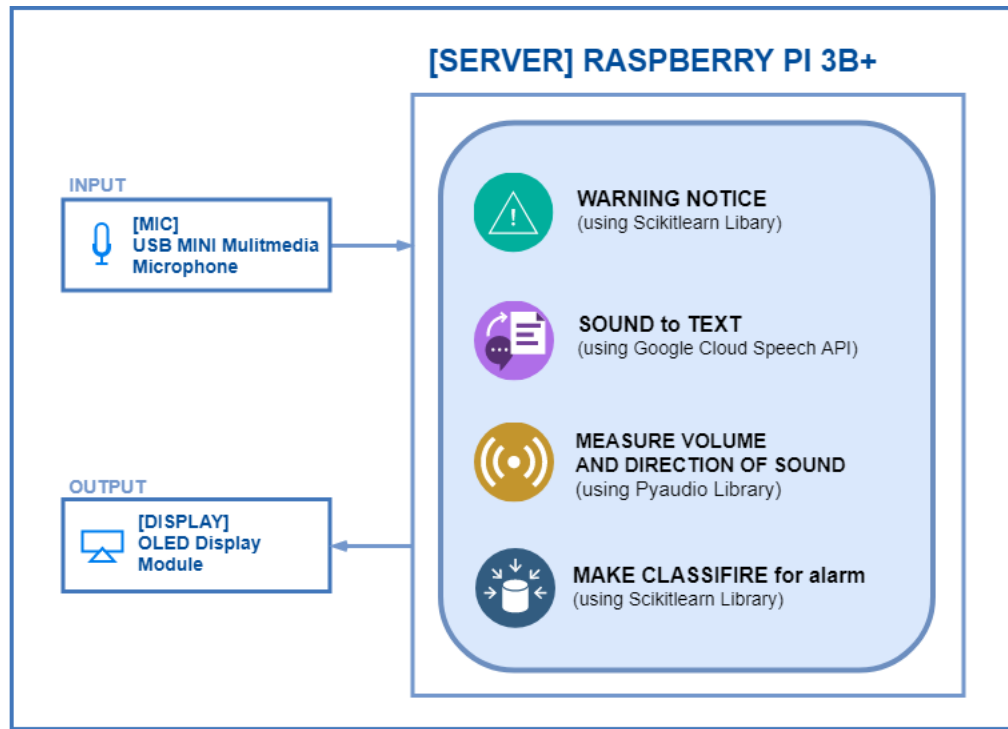 [SERVER] RASPBERRY PI 3B+
INPUT
[MIC]
USB MINI Mulitmedia
Microphone
OUTPUT
[DISPLAY]
OLED Display
Module
WARNING NOTICE
(using Scikitlearn Libary)
SOUND to TEXT
(using Google Cloud Speech API)
MEASURE VOLUME
AND DIRECTION OF SOUND
(using Pyaudio Library)
MAKE CLASSIFIRE for alarm
(using Scikitlearn Library)